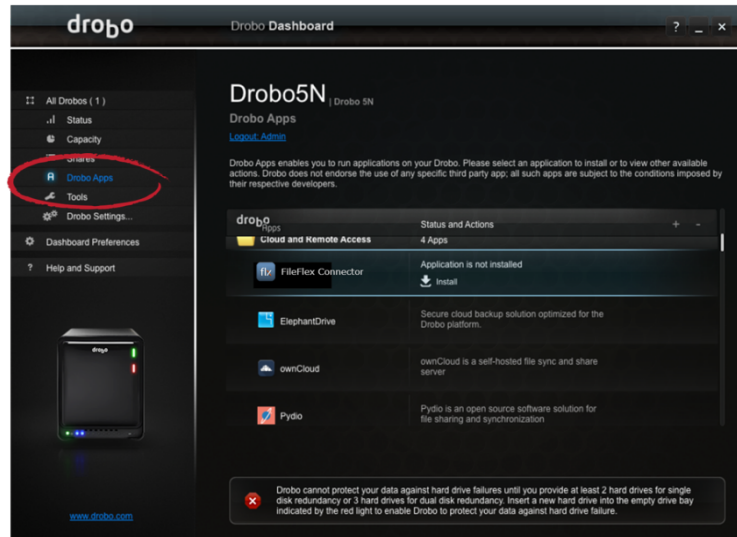 drobo
Drobo Dashboard
? _ ×
All Drobos ( 1 )
Status
Capacity
Shares
Drobo Apps
Tools
Drobo Settings...
Dashboard Preferences
? Help and Support
drobo
www.drobo.com
Drobo5N | Drobo 5N
Drobo Apps
Logout: Admin
Drobo Apps enables you to run applications on your Drobo. Please select an application to install or to view other available
actions. Drobo does not endorse the use of any specific third party app; all such apps are subject to the conditions imposed by
their respective developers.
drobo Apps
Status and Actions
+ -
Cloud and Remote Access
4 Apps
FileFlex Connector
Application is not installed
Install
ElephantDrive
Secure cloud backup solution optimized for the
Drobo platform.
ownCloud
ownCloud is a self-hosted file sync and share
server
Pydio
Pydio is an open source software solution for
file sharing and synchronization
Drobo cannot protect your data against hard drive failures until you provide at least 2 hard drives for single
disk redundancy or 3 hard drives for dual disk redundancy. Insert a new hard drive into the empty drive bay
indicated by the red light to enable Drobo to protect your data against hard drive failure.